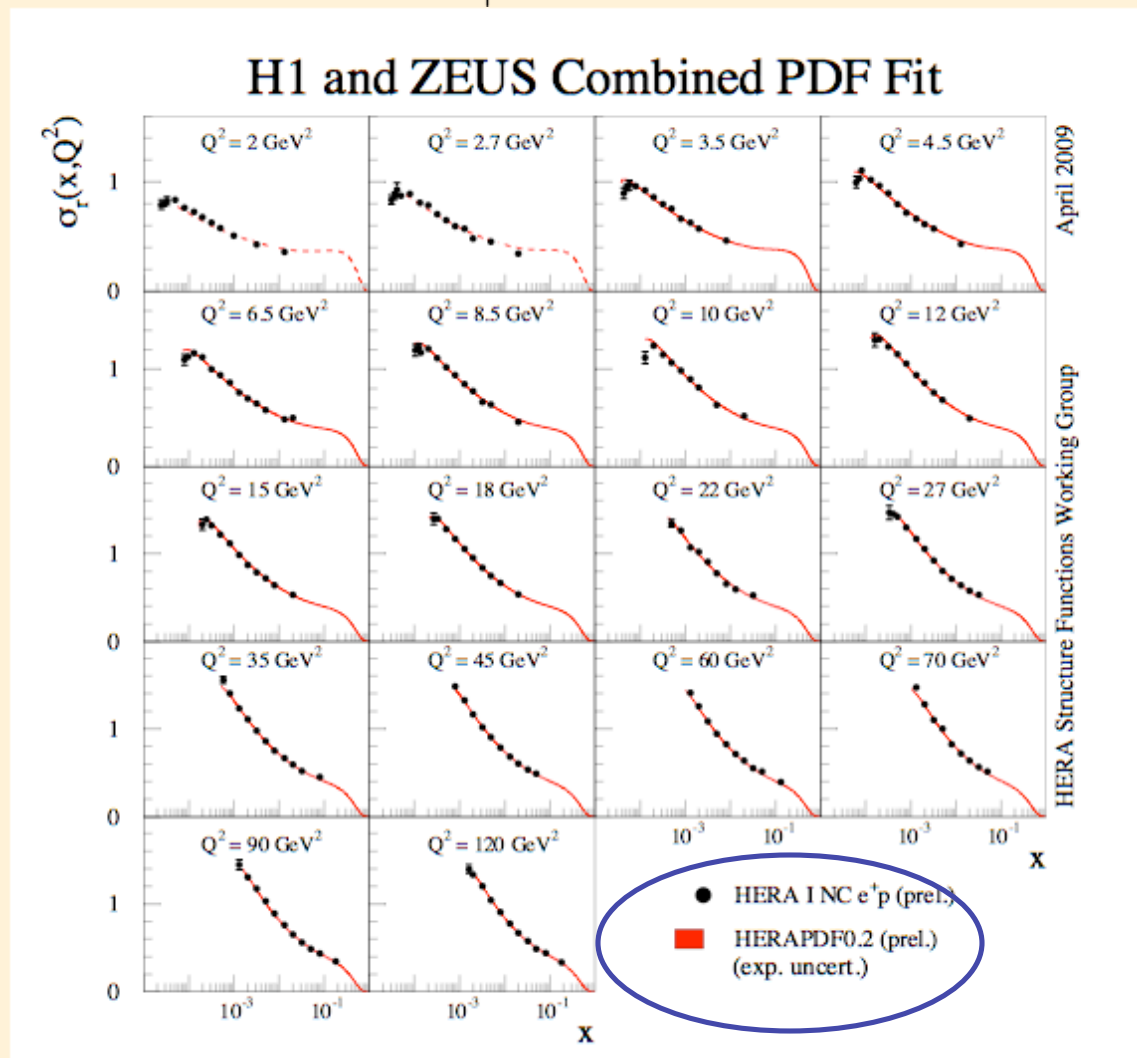 H1 and ZEUS Combined PDF Fit
σr(x,Q²)
April 2009
HERA Structure Functions Working Group
Q² = 2 GeV²
Q² = 2.7 GeV²
Q² = 3.5 GeV²
Q² = 4.5 GeV²
1
0
Q² = 6.5 GeV²
Q² = 8.5 GeV²
Q² = 10 GeV²
Q² = 12 GeV²
1
0
Q² = 15 GeV²
Q² = 18 GeV²
Q² = 22 GeV²
Q² = 27 GeV²
1
0
Q² = 35 GeV²
Q² = 45 GeV²
Q² = 60 GeV²
Q² = 70 GeV²
1
0
10⁻³ 10⁻¹
10⁻³ 10⁻¹
x
Q² = 90 GeV²
Q² = 120 GeV²
1
0
10⁻³ 10⁻¹
10⁻³ 10⁻¹
x
HERA I NC e⁺p (prel.)
HERAPDF0.2 (prel.)
(exp. uncert.)